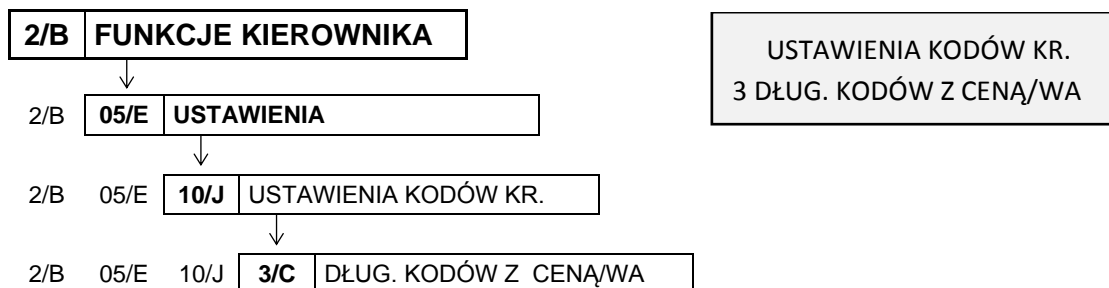 2/B FUNKCJE KIEROWNIKA
USTAWIENIA KODÓW KR.
3 DŁUG. KODÓW Z CENĄ/WA
2/B 05/E USTAWIENIA
2/B 05/E 10/J USTAWIENIA KODÓW KR.
2/B 05/E 10/J 3/C DŁUG. KODÓW Z CENĄ/WA